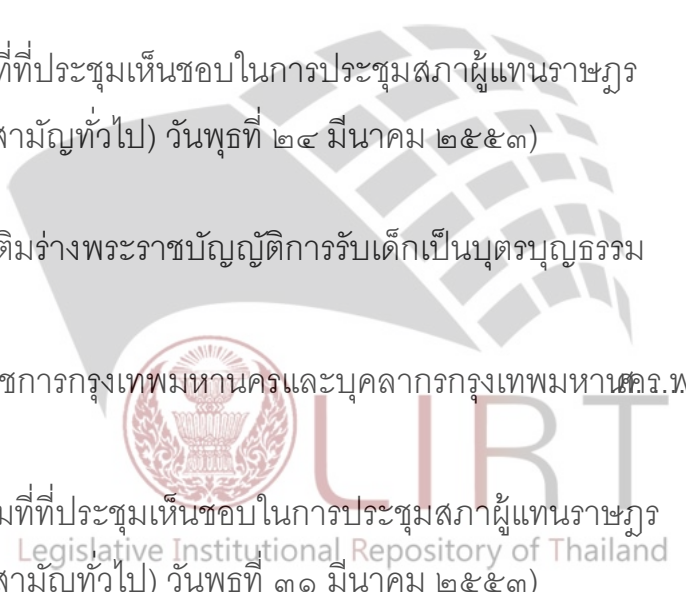 ที่ที่ประชุมเห็นชอบในการประชุมสภาผู้แทนราษฎร
สามัญทั่วไป) วันพุธที่ ๒๔ มีนาคม ๒๕๕๓)
ติมร่างพระราชบัญญัติการรับเด็กเป็นบุตรบุญธรรม
ชการกรุงเทพมหานครและบุคลากรกรุงเทพมหานคร
LIRT
มที่ที่ประชุมเห็นชอบในการประชุมสภาผู้แทนราษฎร
Legislative Institutional Repository of Thailand
สามัญทั่วไป) วันพุธที่ ๓๑ มีนาคม ๒๕๕๓)